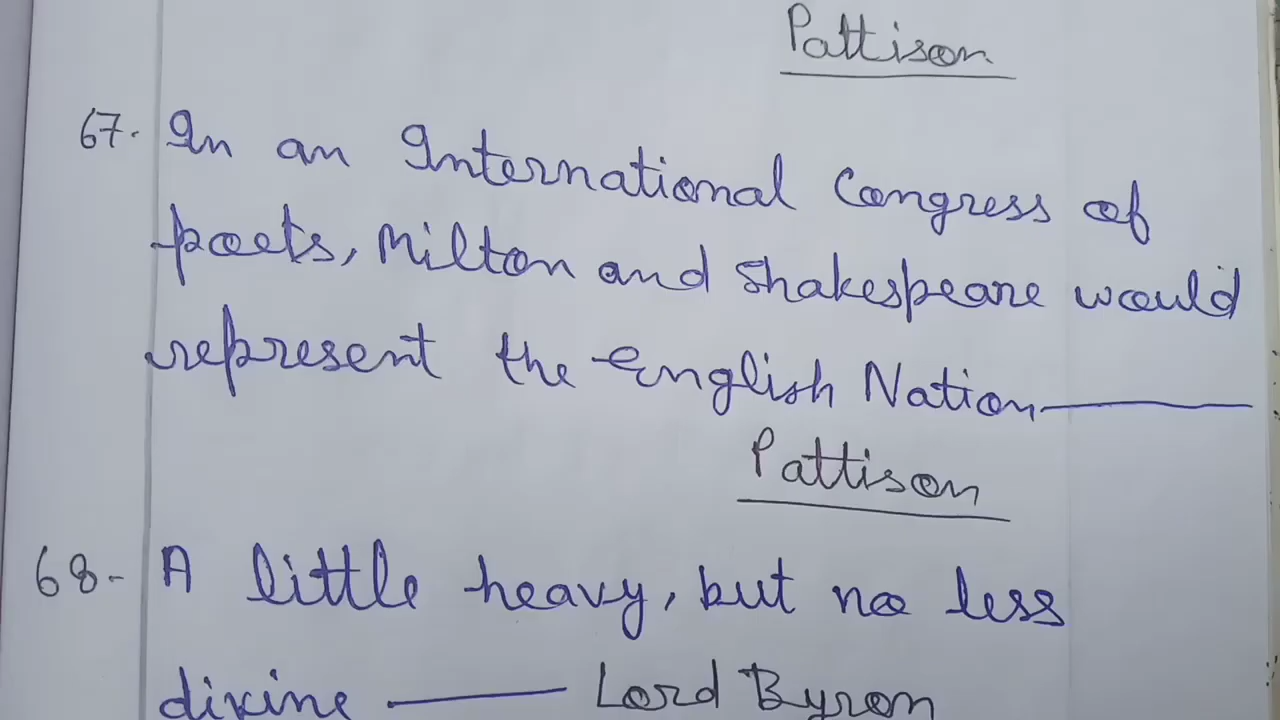 Pattison
67. In an International Congress of
poets, Milton and Shakespeare would
represent the English Nation ———
Pattison
68- A little heavy, but no less
divine ——— Lord Byron